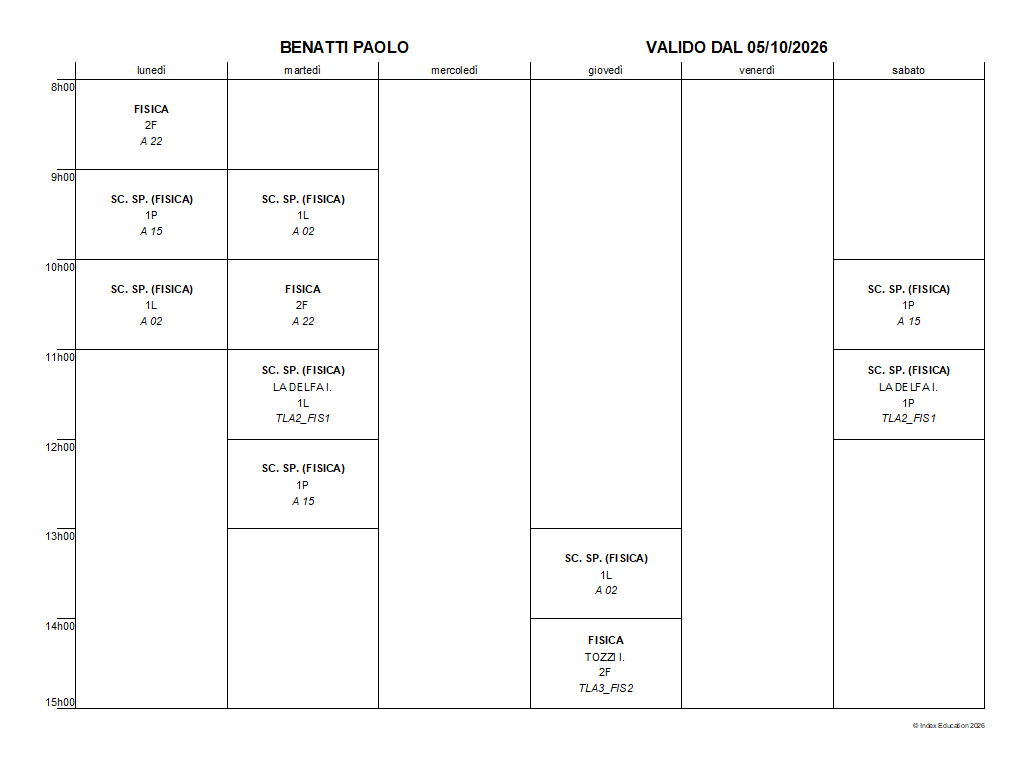 BENATTI PAOLO VALIDO DAL 05/10/2026
lunedì martedì mercoledì giovedì venerdì sabato
8h00
FISICA
2F
A 22
9h00
SC. SP. (FISICA) SC. SP. (FISICA)
1P 1L
A 15 A 02
10h00
SC. SP. (FISICA) FISICA SC. SP. (FISICA)
1L 2F 1P
A 02 A 22 A 15
11h00
SC. SP. (FISICA) SC. SP. (FISICA)
LA DELFA I. LA DELFA I.
1L 1P
TLA2_FIS1 TLA2_FIS1
12h00
SC. SP. (FISICA)
1P
A 15
13h00
SC. SP. (FISICA)
1L
A 02
14h00
FISICA
TOZZI I.
2F
TLA3_FIS2
15h00
© Index Education 2026